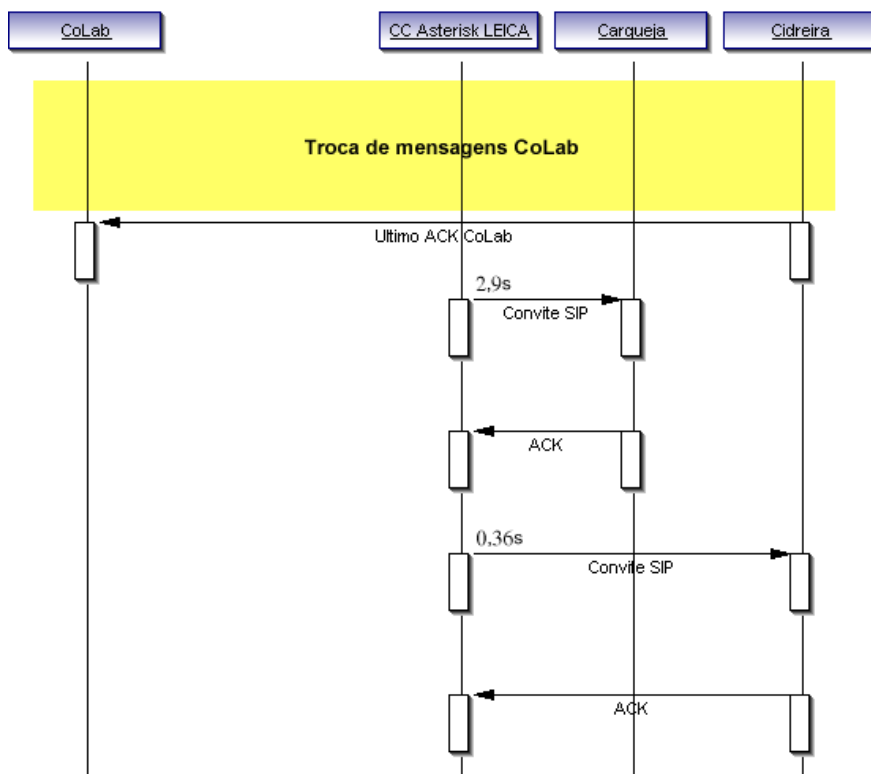 CoLab
CC Asterisk LEICA
Carqueja
Cidreira
Troca de mensagens CoLab
Ultimo ACK CoLab
2,9s
Convite SIP
ACK
0,36s
Convite SIP
ACK